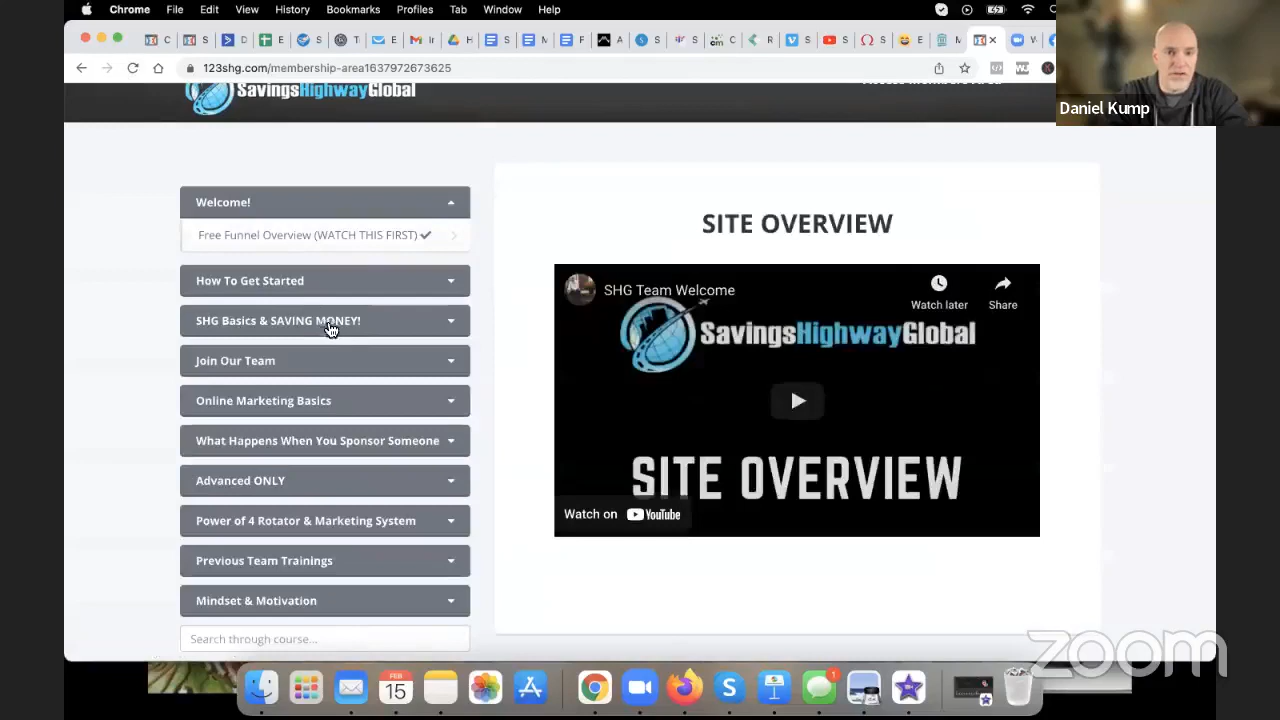 Chrome File Edit View History Bookmarks Profiles Tab Window Help
123shg.com/membership-area1637972673625
SavingsHighwayGlobal
Daniel Kump
Welcome!
Free Funnel Overview (WATCH THIS FIRST)
How To Get Started
SHG Basics & SAVING MONEY!
Join Our Team
Online Marketing Basics
What Happens When You Sponsor Someone
Advanced ONLY
Power of 4 Rotator & Marketing System
Previous Team Trainings
Mindset & Motivation
Search through course...
SITE OVERVIEW
SHG Team Welcome
Watch later
Share
SavingsHighwayGlobal
SITE OVERVIEW
Watch on YouTube
zoom
FEB
15
1